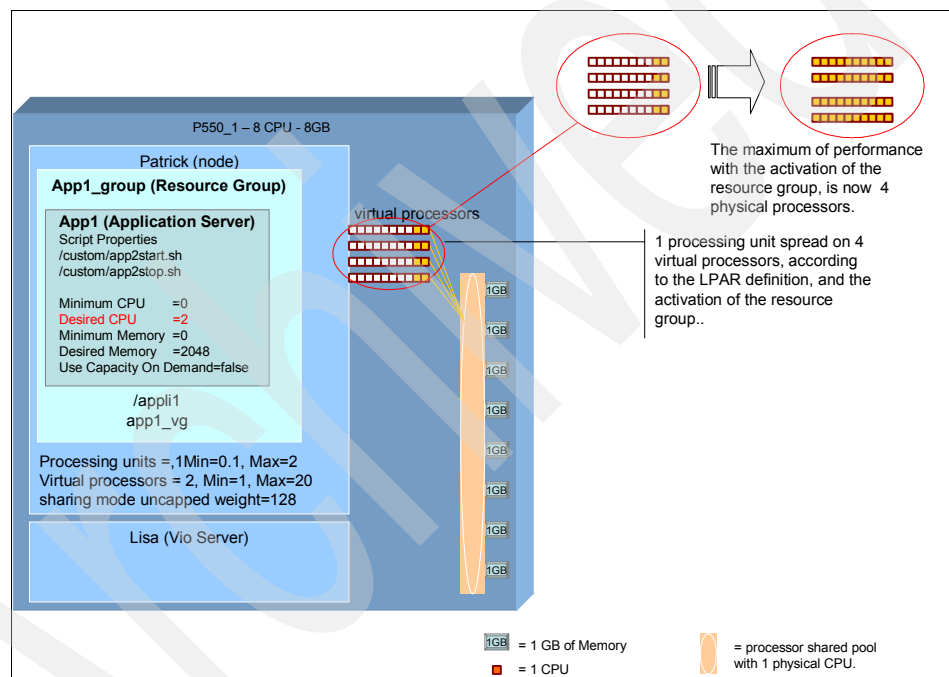 P550_1 – 8 CPU - 8GB
Patrick (node)
App1_group (Resource Group)
App1 (Application Server)
Script Properties
/custom/app2start.sh
/custom/app2stop.sh
Minimum CPU =0
Desired CPU =2
Minimum Memory =0
Desired Memory =2048
Use Capacity On Demand=false
/appli1
app1_vg
Processing units =,1Min=0.1, Max=2
Virtual processors = 2, Min=1, Max=20
sharing mode uncapped weight=128
Lisa (Vio Server)
virtual processors
1GB
1GB
1GB
1GB
1GB
1GB
1GB
1GB
The maximum of performance
with the activation of the
resource group, is now 4
physical processors.
1 processing unit spread on 4
virtual processors, according
to the LPAR definition, and the
activation of the resource
group..
1GB = 1 GB of Memory
= 1 CPU
= processor shared pool
with 1 physical CPU.